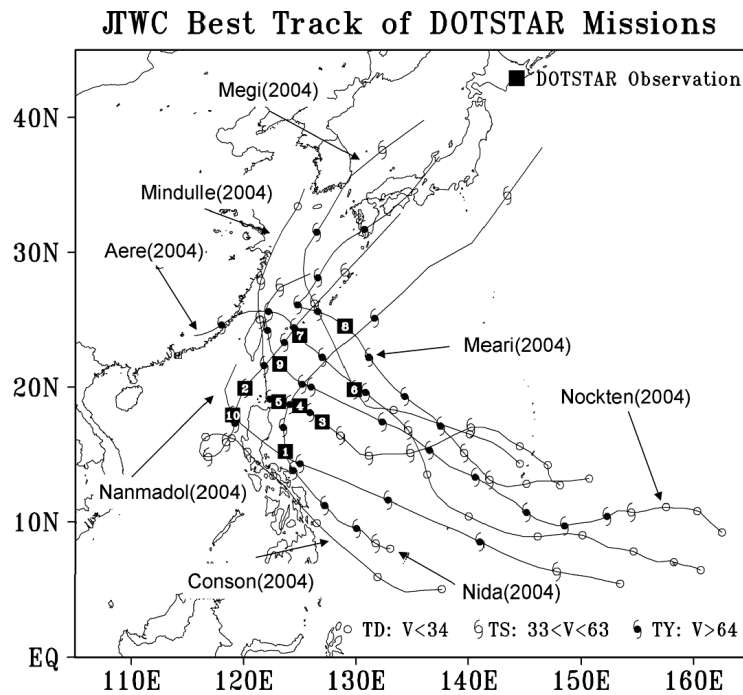 JTWC Best Track of DOTSTAR Missions
DOTSTAR Observation
Megi(2004)
40N
Mindulle(2004)
Aere(2004)
30N
7
8
Meari(2004)
9
2
6
20N
Nockten(2004)
5
4
10
3
1
Nanmadol(2004)
10N
Conson(2004)
Nida(2004)
TD: V<34
TS: 33<V<63
TY: V>64
EQ
110E
120E
130E
140E
150E
160E